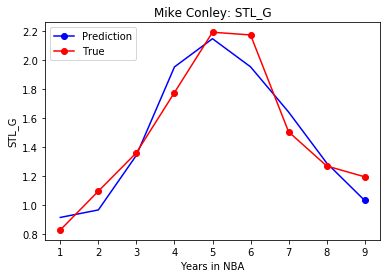 Mike Conley: STL_G
Prediction
True
2.2
2.0
1.8
1.6
1.4
1.2
1.0
0.8
STL_G
1 2 3 4 5 6 7 8 9
Years in NBA